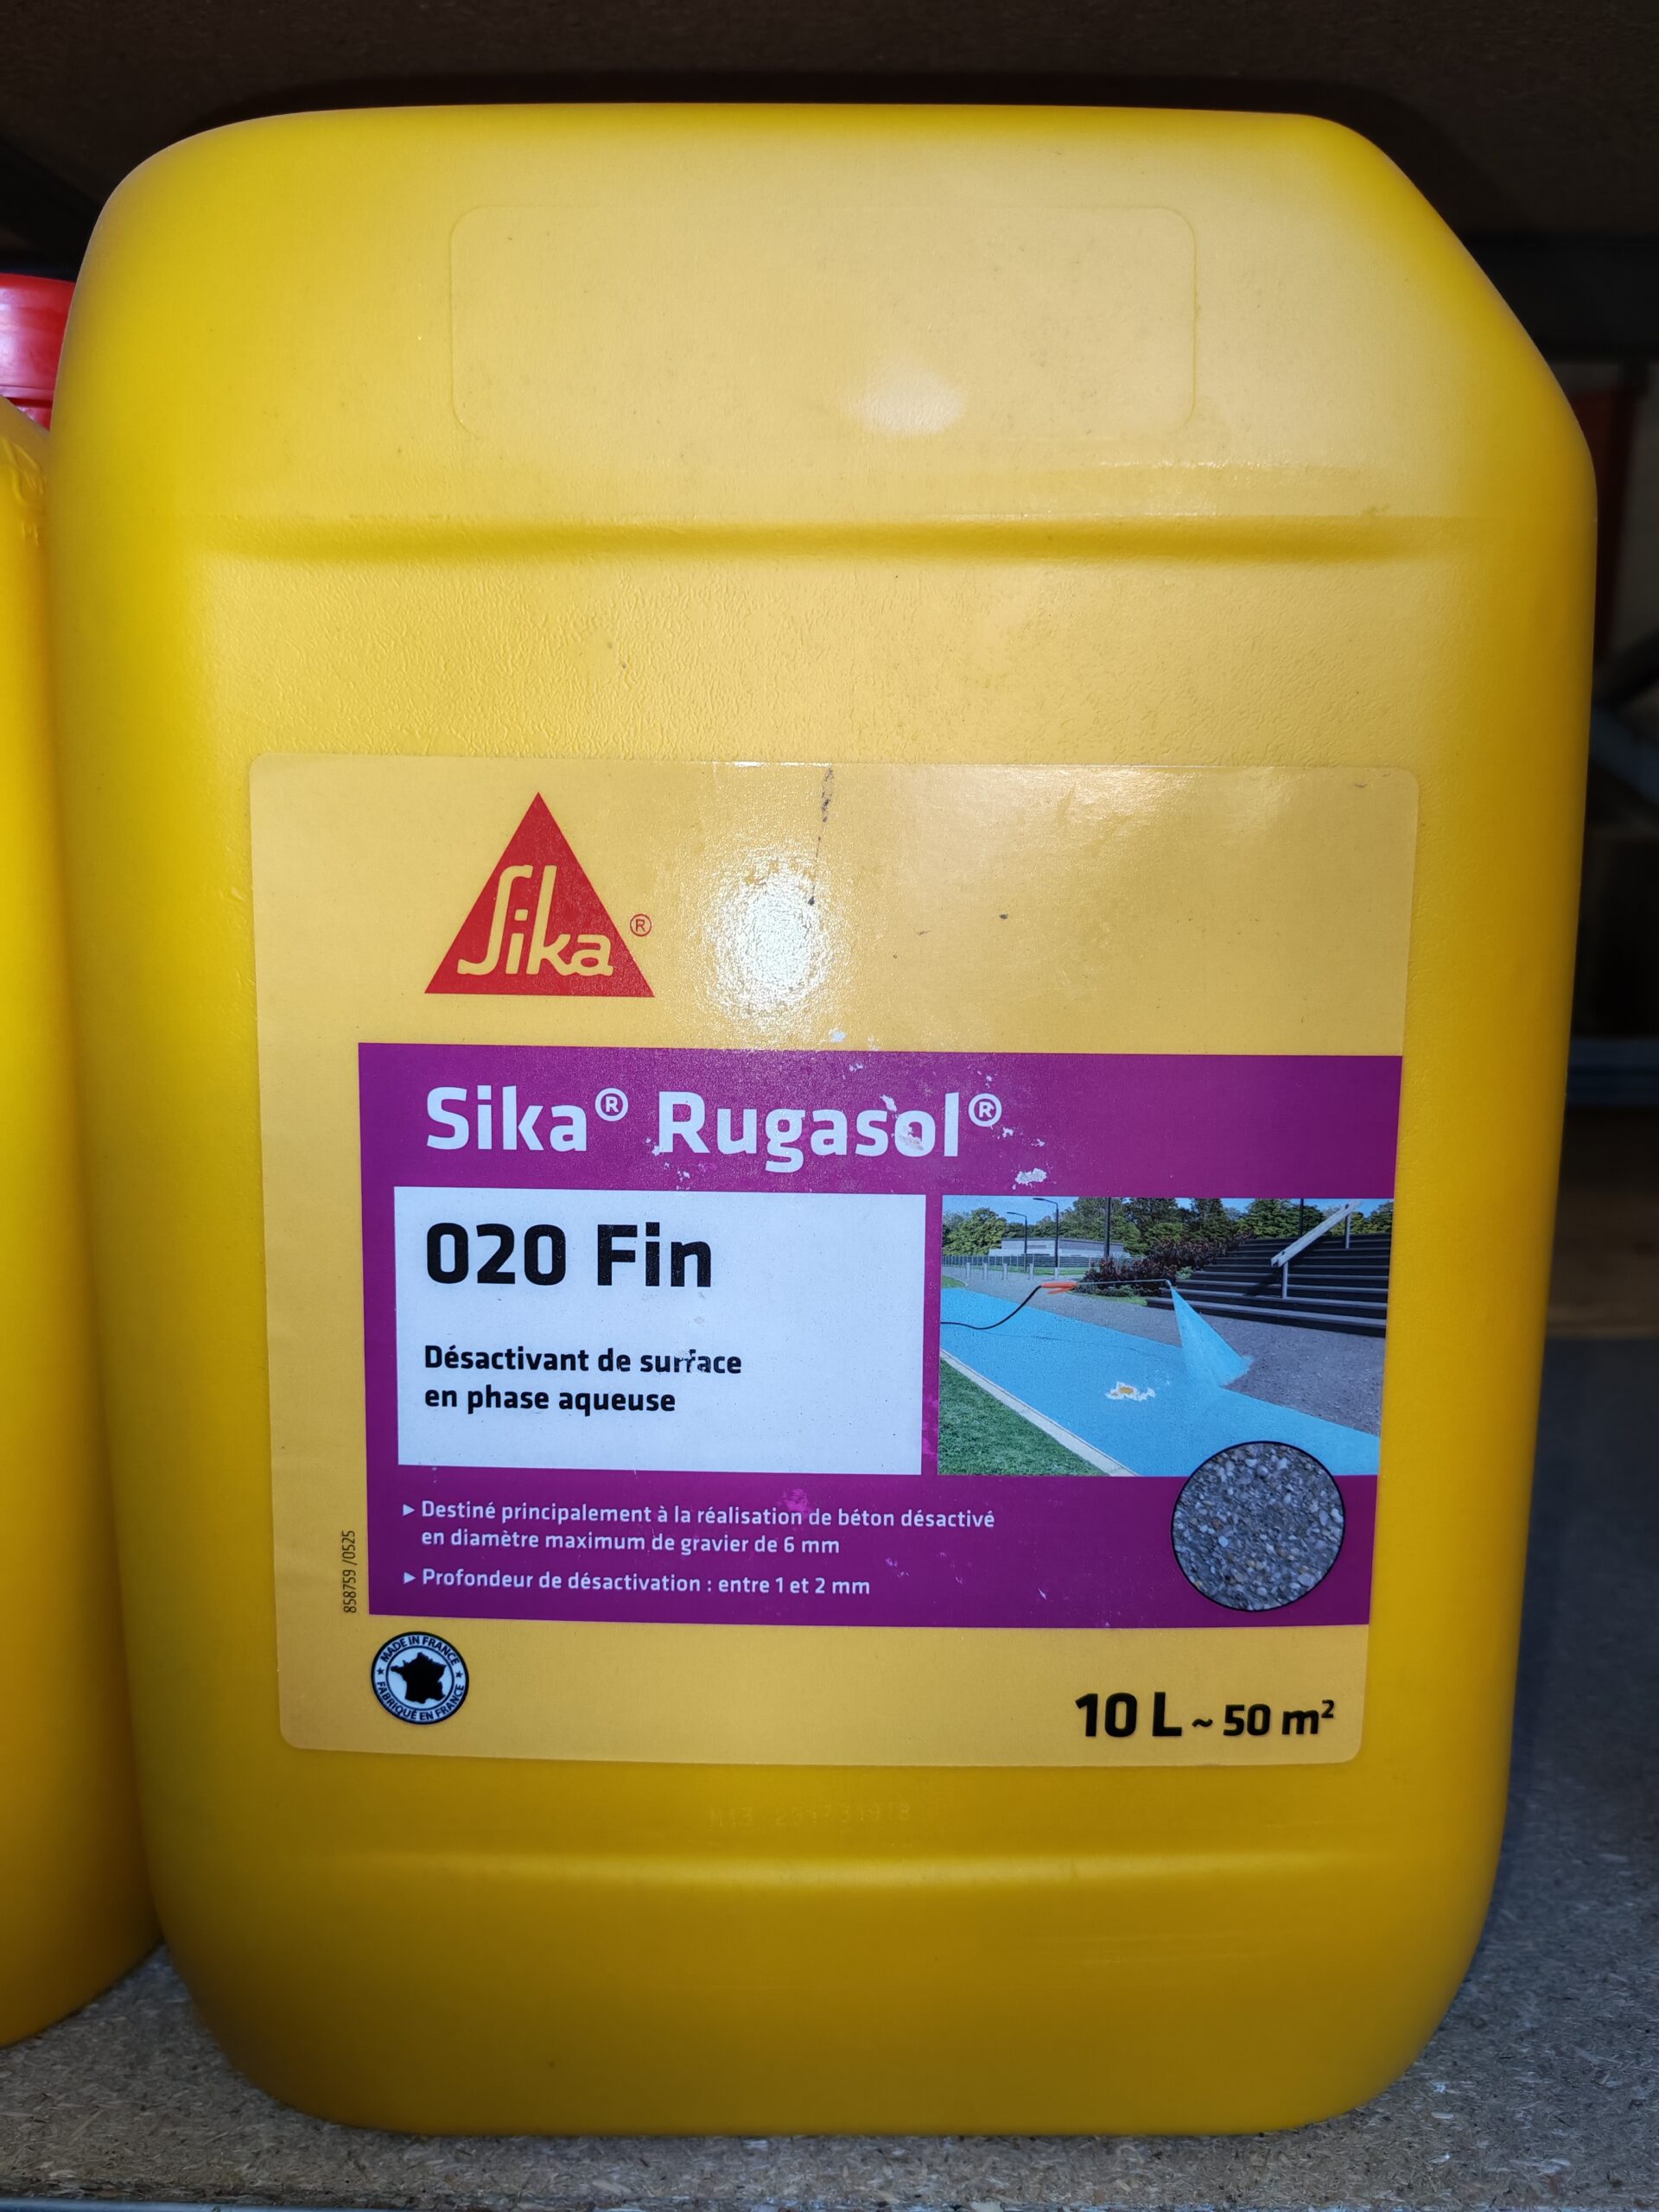 Sika®
Sika® Rugasol®
020 Fin
Désactivant de surface
en phase aqueuse
▸ Destiné principalement à la réalisation de béton désactivé
en diamètre maximum de gravier de 6 mm
▸ Profondeur de désactivation : entre 1 et 2 mm
858759 /0525
MADE IN FRANCE
FABRIQUÉ EN FRANCE
10 L ~ 50 m²